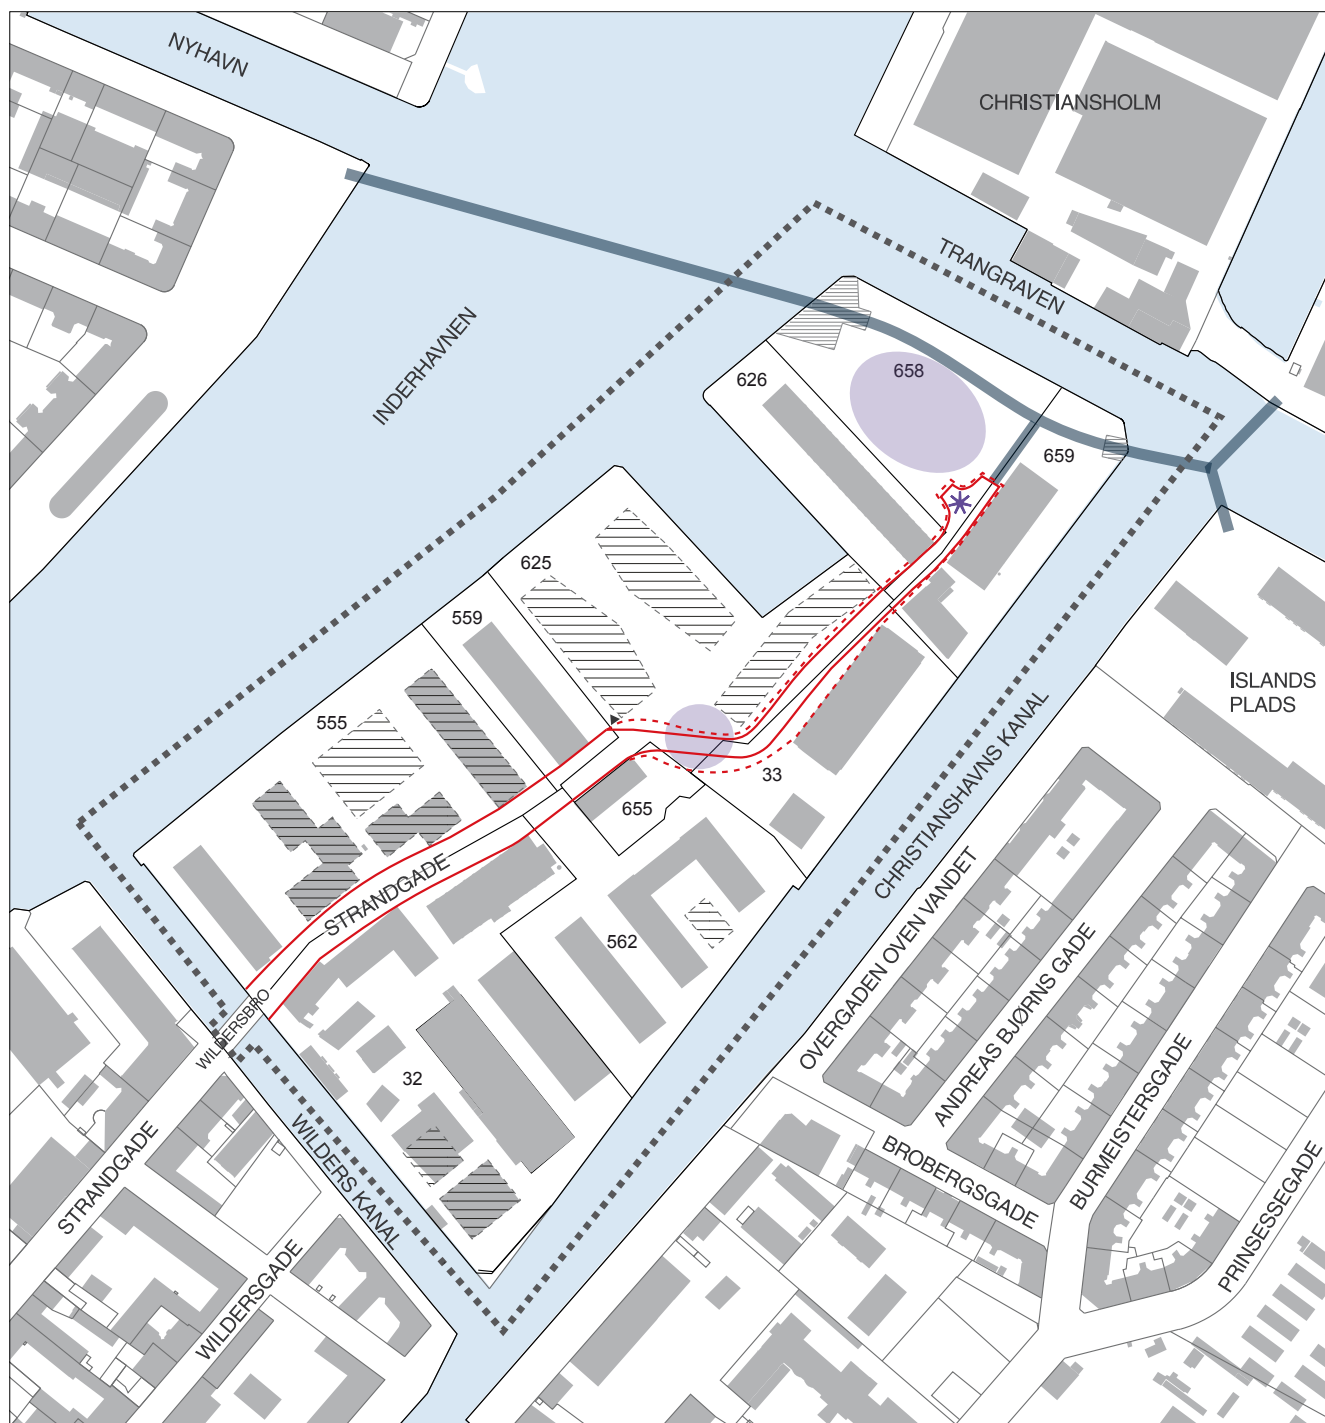 NYHAVN
CHRISTIANSHOLM
TRANGRAVEN
INDERHAVNEN
658
626
659
625
559
555
ISLANDS
PLADS
33
655
CHRISTIANSHAVNS KANAL
STRANDGADE
562
OVERGADEN OVEN VANDET
ANDREAS BJØRNS GADE
WILDERSBRO
32
BURMEISTERSGADE
WILDERS KANAL
STRANDGADE
BROBERGSGADE
PRINSESSEGADE
WILDERSGADE